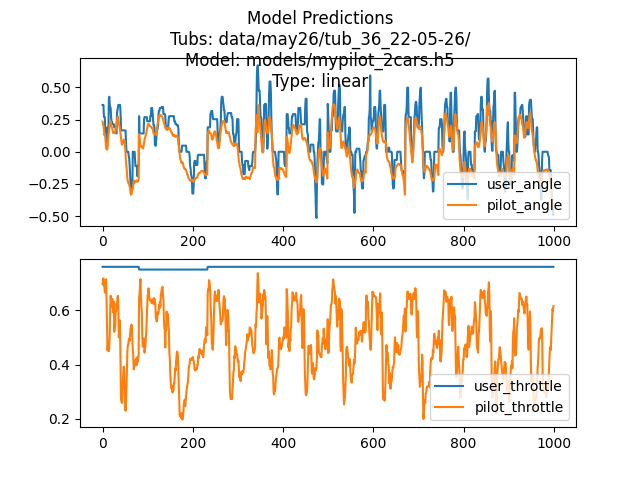 Model Predictions
Tubs: data/may26/tub_36_22-05-26/
Model: models/mypilot_2cars.h5
Type: linear
0.50
0.25
0.00
−0.25
−0.50
user_angle
pilot_angle
0 200 400 600 800 1000
0.6
0.4
0.2
user_throttle
pilot_throttle
0 200 400 600 800 1000